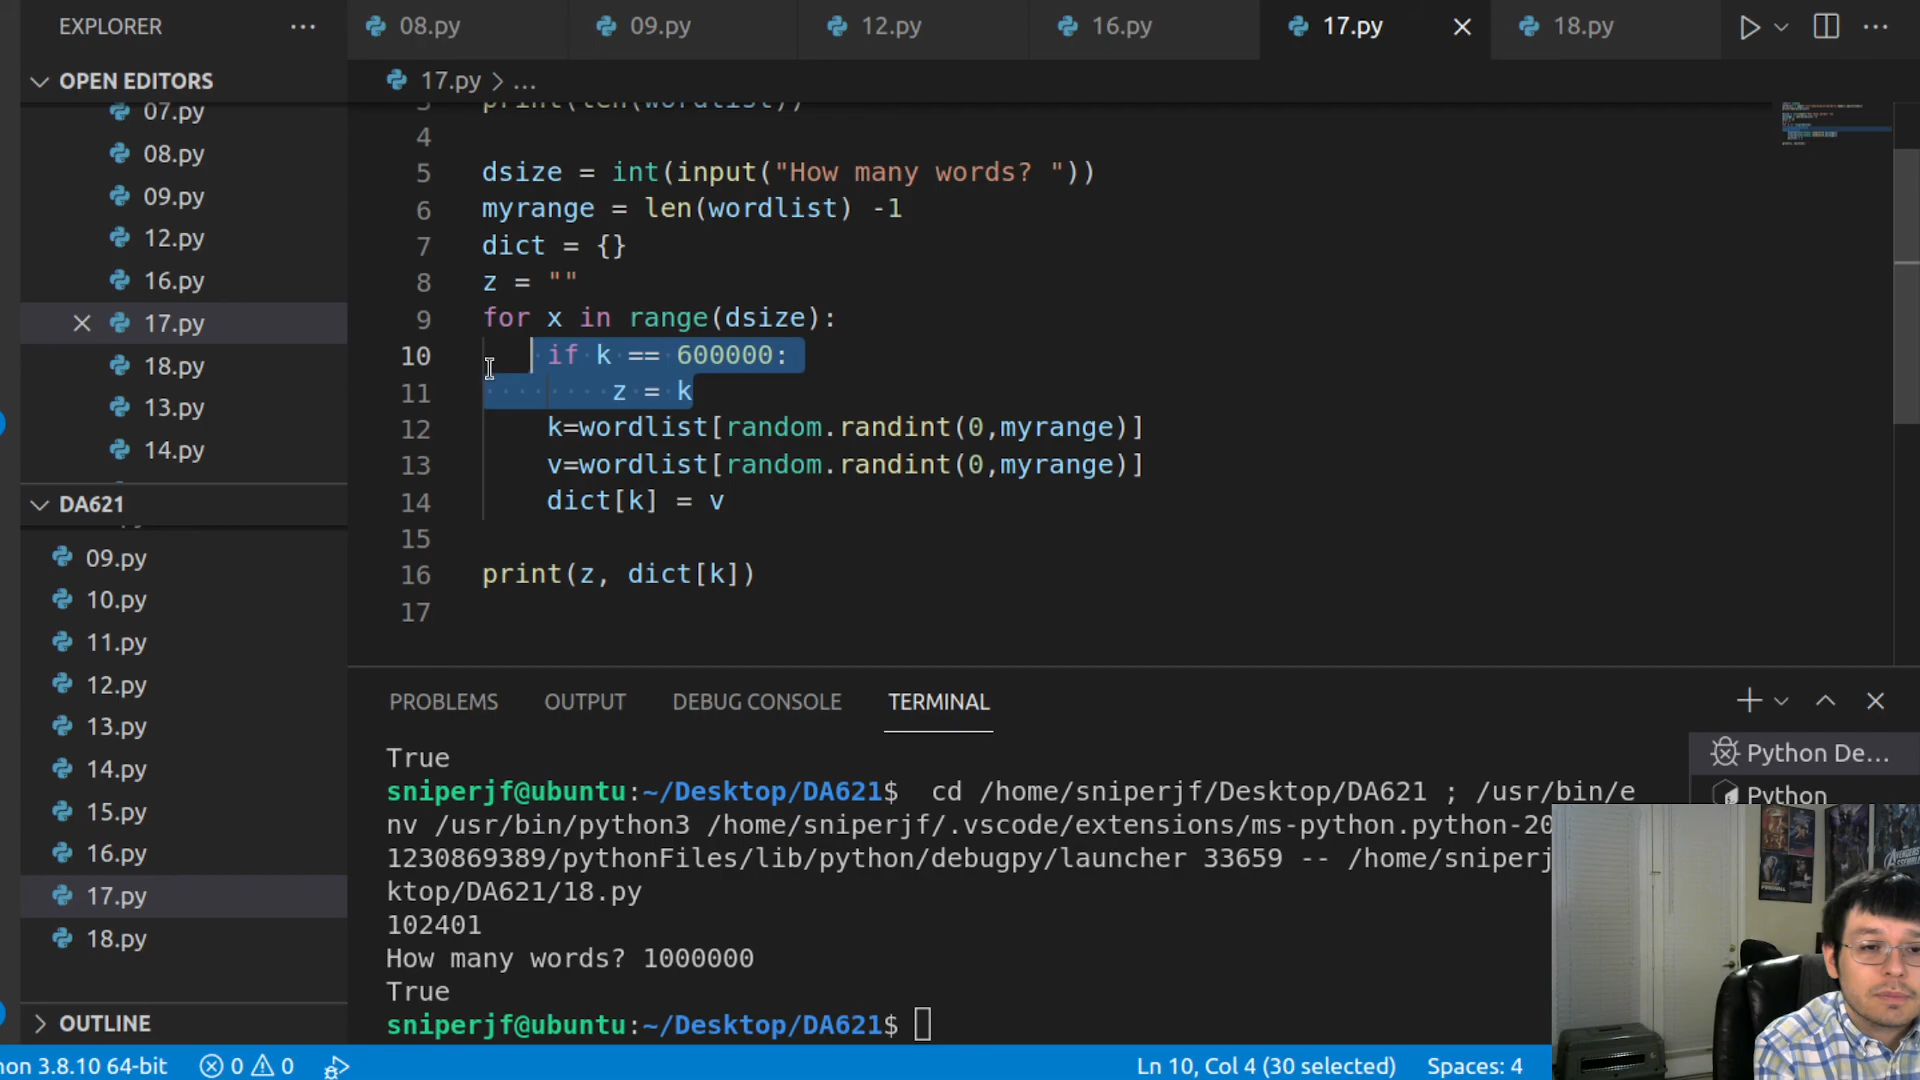 EXPLORER
08.py
09.py
12.py
16.py
17.py
18.py
OPEN EDITORS
07.py
08.py
09.py
12.py
16.py
17.py
18.py
13.py
14.py
DA621
09.py
10.py
11.py
12.py
13.py
14.py
15.py
16.py
17.py
18.py
OUTLINE
17.py > ...
3 print(len(wordlist))
4
5 dsize = int(input("How many words? "))
6 myrange = len(wordlist) -1
7 dict = {}
8 z = ""
9 for x in range(dsize):
10 if k == 600000:
11 z = k
12 k=wordlist[random.randint(0,myrange)]
13 v=wordlist[random.randint(0,myrange)]
14 dict[k] = v
15
16 print(z, dict[k])
17
PROBLEMS OUTPUT DEBUG CONSOLE TERMINAL
True
sniperjf@ubuntu:~/Desktop/DA621$ cd /home/sniperjf/Desktop/DA621 ; /usr/bin/e
nv /usr/bin/python3 /home/sniperjf/.vscode/extensions/ms-python.python-20
1230869389/pythonFiles/lib/python/debugpy/launcher 33659 -- /home/sniperj
ktop/DA621/18.py
102401
How many words? 1000000
True
sniperjf@ubuntu:~/Desktop/DA621$
Python De...
Python
AVENGERS
hon 3.8.10 64-bit
0
0
Ln 10, Col 4 (30 selected)
Spaces: 4